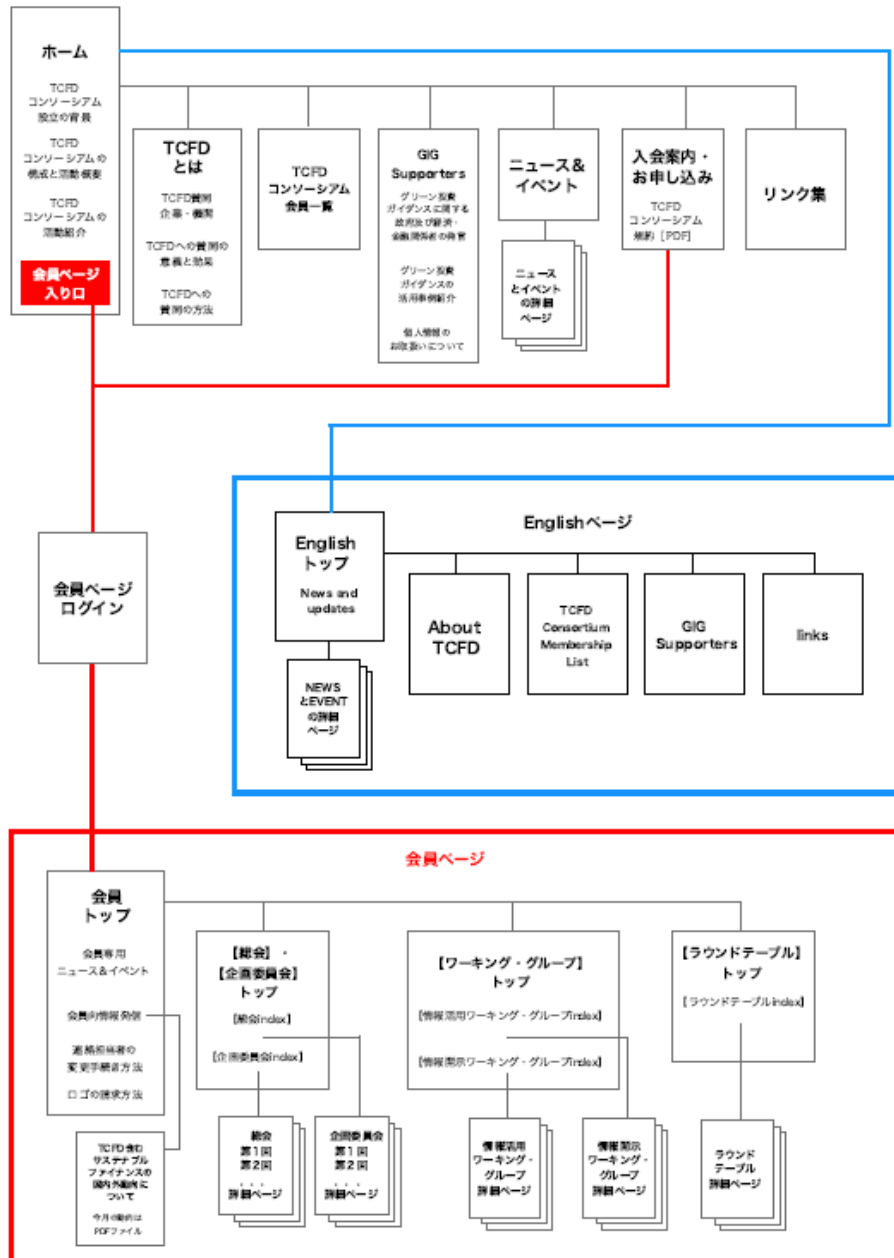 ホーム
TCFD
コンソーシアム
設立の背景
TCFD
コンソーシアムの
構成と活動概要
TCFD
コンソーシアムの
活動紹介
会員ページ
入り口
TCFD
とは
TCFD賛同
企業・機関
TCFDへの賛同の
意義と効果
TCFDへの
賛同の方法
TCFD
コンソーシアム
会員一覧
GIG
Supporters
グリーン投資
ガイダンスに関する
政府及び経済・
金融関係者の発言
グリーン投資
ガイダンスの
活用事例紹介
個人情報の
お取扱いについて
ニュース&
イベント
ニュース
とイベント
の詳細
ページ
入会案内・
お申し込み
TCFD
コンソーシアム
規約［PDF］
リンク集
Englishページ
English
トップ
News and
updates
NEWS
とEVENT
の詳細
ページ
About
TCFD
TCFD
Consortium
Membership
List
GIG
Supporters
links
会員ページ
ログイン
会員ページ
会員
トップ
会員専用
ニュース&イベント
会員向情報発信
連絡担当者の
変更手続き方法
ロゴの請求方法
TCFD含む
サステナブル
ファイナンスの
国内外動向に
ついて
今月の動向は
PDFファイル
【総会】・
【企画委員会】
トップ
【総会index】
【企画委員会index】
総会
第1回
第2回
・・・
詳細ページ
企画委員会
第1回
第2回
・・・
詳細ページ
【ワーキング・グループ】
トップ
【情報活用ワーキング・グループindex】
【情報開示ワーキング・グループindex】
情報活用
ワーキング・
グループ
詳細ページ
情報開示
ワーキング・
グループ
詳細ページ
【ラウンドテーブル】
トップ
【ラウンドテーブルindex】
ラウンド
テーブル
詳細ページ